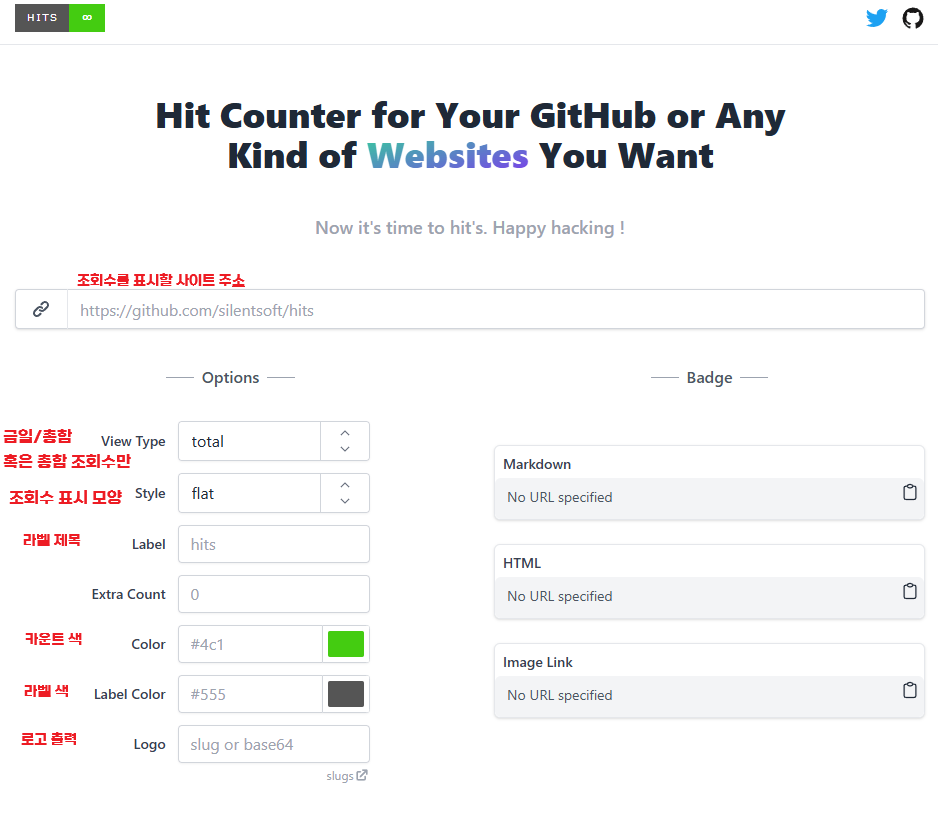 HITS ∞
Hit Counter for Your GitHub or Any
Kind of Websites You Want
Now it's time to hit's. Happy hacking !
조회수를 표시할 사이트 주소
https://github.com/silentsoft/hits
Options
금일/총합
혹은 총합 조회수만
View Type
total
조회수 표시 모양
Style
flat
라벨 제목
Label
hits
Extra Count
0
카운트 색
Color
#4c1
라벨 색
Label Color
#555
로고 출력
Logo
slug or base64
slugs
Badge
Markdown
No URL specified
HTML
No URL specified
Image Link
No URL specified